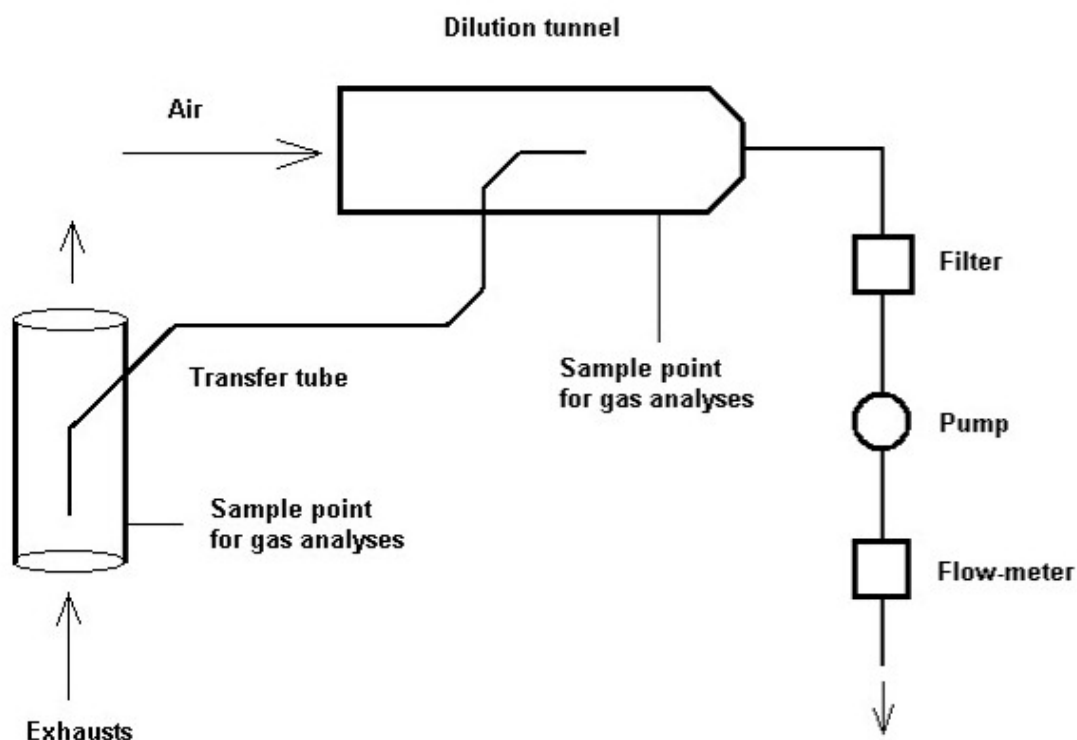 Dilution tunnel
Air
Filter
Transfer tube
Sample point
for gas analyses
Pump
Sample point
for gas analyses
Flow-meter
Exhausts